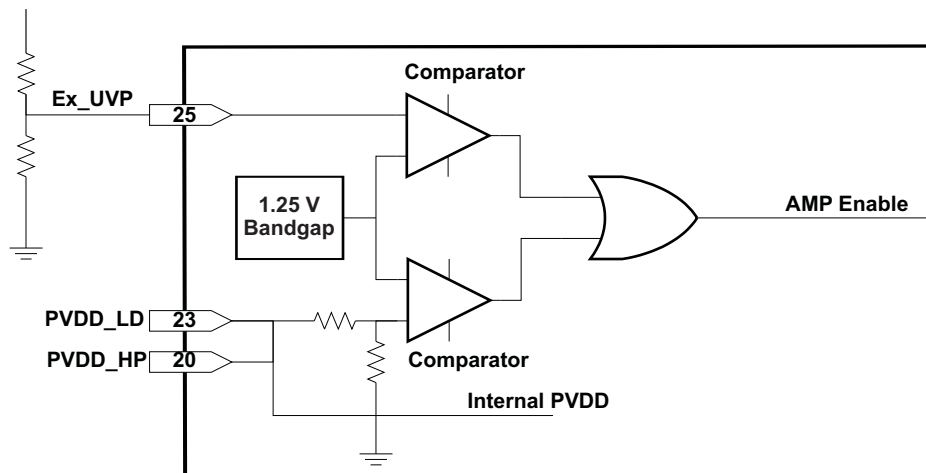 Comparator
Ex_UVP
25
1.25 V
Bandgap
AMP Enable
PVDD_LD
23
PVDD_HP
20
Comparator
Internal PVDD